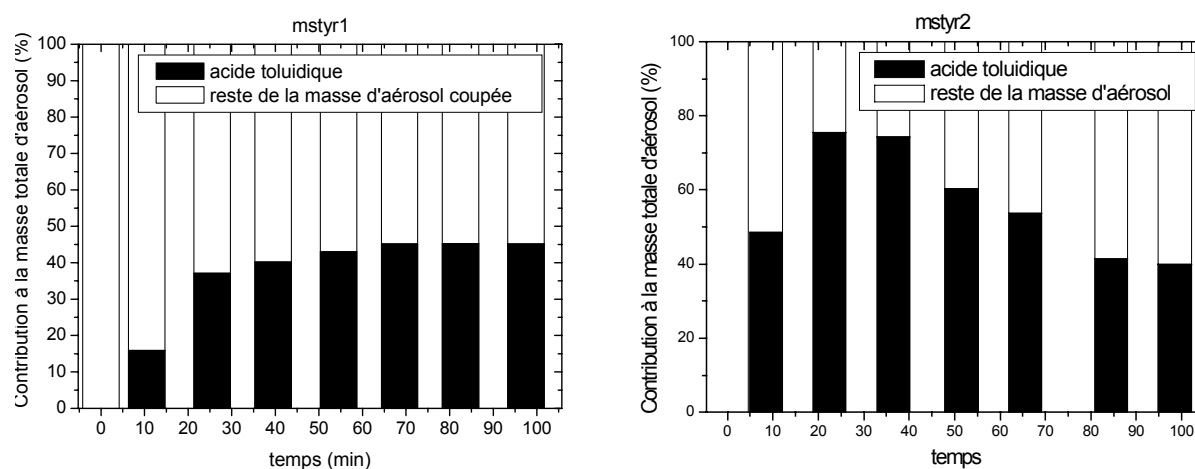 mstyr1
Contribution à la masse totale d'aérosol (%)
100
90
80
70
60
50
40
30
20
10
0
acide toluidique
reste de la masse d'aérosol coupée
0 10 20 30 40 50 60 70 80 90 100
temps (min)
mstyr2
Contribution à la masse totale d'aérosol (%)
100
80
60
40
20
0
acide toluidique
reste de la masse d'aérosol
0 10 20 30 40 50 60 70 80 90 100
temps